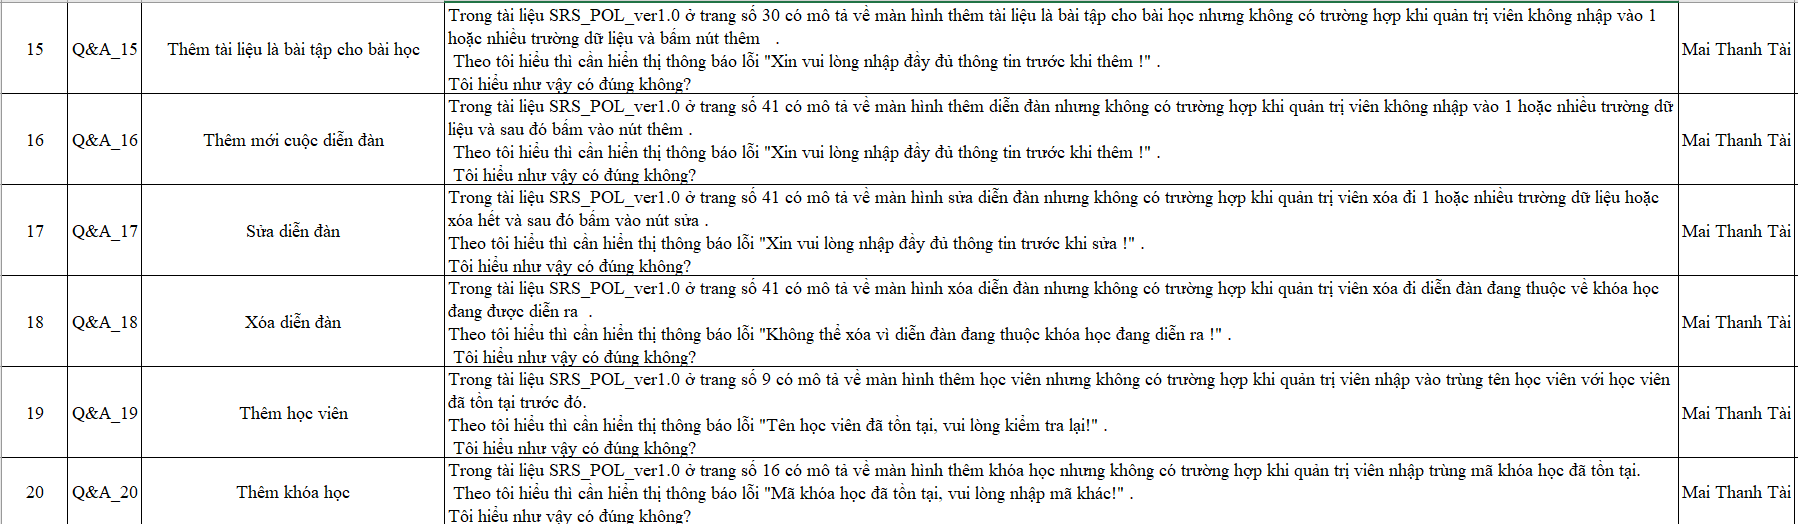 Trong tài liệu SRS_POL_ver1.0 ở trang số 30 có mô tả về màn hình thêm tài liệu là bài tập cho bài học nhưng không có trường hợp khi quản trị viên không nhập vào 1
hoặc nhiều trường dữ liệu và bấm nút thêm .
15 Q&A_15 Thêm tài liệu là bài tập cho bài học Mai Thanh Tài
Theo tôi hiểu thì cần hiển thị thông báo lỗi "Xin vui lòng nhập đầy đủ thông tin trước khi thêm !" .
Tôi hiểu như vậy có đúng không?
Trong tài liệu SRS_POL_ver1.0 ở trang số 41 có mô tả về màn hình thêm diễn đàn nhưng không có trường hợp khi quản trị viên không nhập vào 1 hoặc nhiều trường dữ
liệu và sau đó bấm vào nút thêm .
16 Q&A_16 Thêm mới cuộc diễn đàn Mai Thanh Tài
Theo tôi hiểu thì cần hiển thị thông báo lỗi "Xin vui lòng nhập đầy đủ thông tin trước khi thêm !" .
Tôi hiểu như vậy có đúng không?
Trong tài liệu SRS_POL_ver1.0 ở trang số 41 có mô tả về màn hình sửa diễn đàn nhưng không có trường hợp khi quản trị viên xóa đi 1 hoặc nhiều trường dữ liệu hoặc
xóa hết và sau đó bấm vào nút sửa .
17 Q&A_17 Sửa diễn đàn Mai Thanh Tài
Theo tôi hiểu thì cần hiển thị thông báo lỗi "Xin vui lòng nhập đầy đủ thông tin trước khi sửa !" .
Tôi hiểu như vậy có đúng không?
Trong tài liệu SRS_POL_ver1.0 ở trang số 41 có mô tả về màn hình xóa diễn đàn nhưng không có trường hợp khi quản trị viên xóa đi diễn đàn đang thuộc về khóa học
đang được diễn ra .
18 Q&A_18 Xóa diễn đàn Mai Thanh Tài
Theo tôi hiểu thì cần hiển thị thông báo lỗi "Không thể xóa vì diễn đàn đang thuộc khóa học đang diễn ra !" .
Tôi hiểu như vậy có đúng không?
Trong tài liệu SRS_POL_ver1.0 ở trang số 9 có mô tả về màn hình thêm học viên nhưng không có trường hợp khi quản trị viên nhập vào trùng tên học viên với học viên
đã tồn tại trước đó.
19 Q&A_19 Thêm học viên Mai Thanh Tài
Theo tôi hiểu thì cần hiển thị thông báo lỗi "Tên học viên đã tồn tại, vui lòng kiểm tra lại!" .
Tôi hiểu như vậy có đúng không?
Trong tài liệu SRS_POL_ver1.0 ở trang số 16 có mô tả về màn hình thêm khóa học nhưng không có trường hợp khi quản trị viên nhập trùng mã khóa học đã tồn tại.
20 Q&A_20 Thêm khóa học Mai Thanh Tài
Theo tôi hiểu thì cần hiển thị thông báo lỗi "Mã khóa học đã tồn tại, vui lòng nhập mã khác!" .
Tôi hiểu như vậy có đúng không?